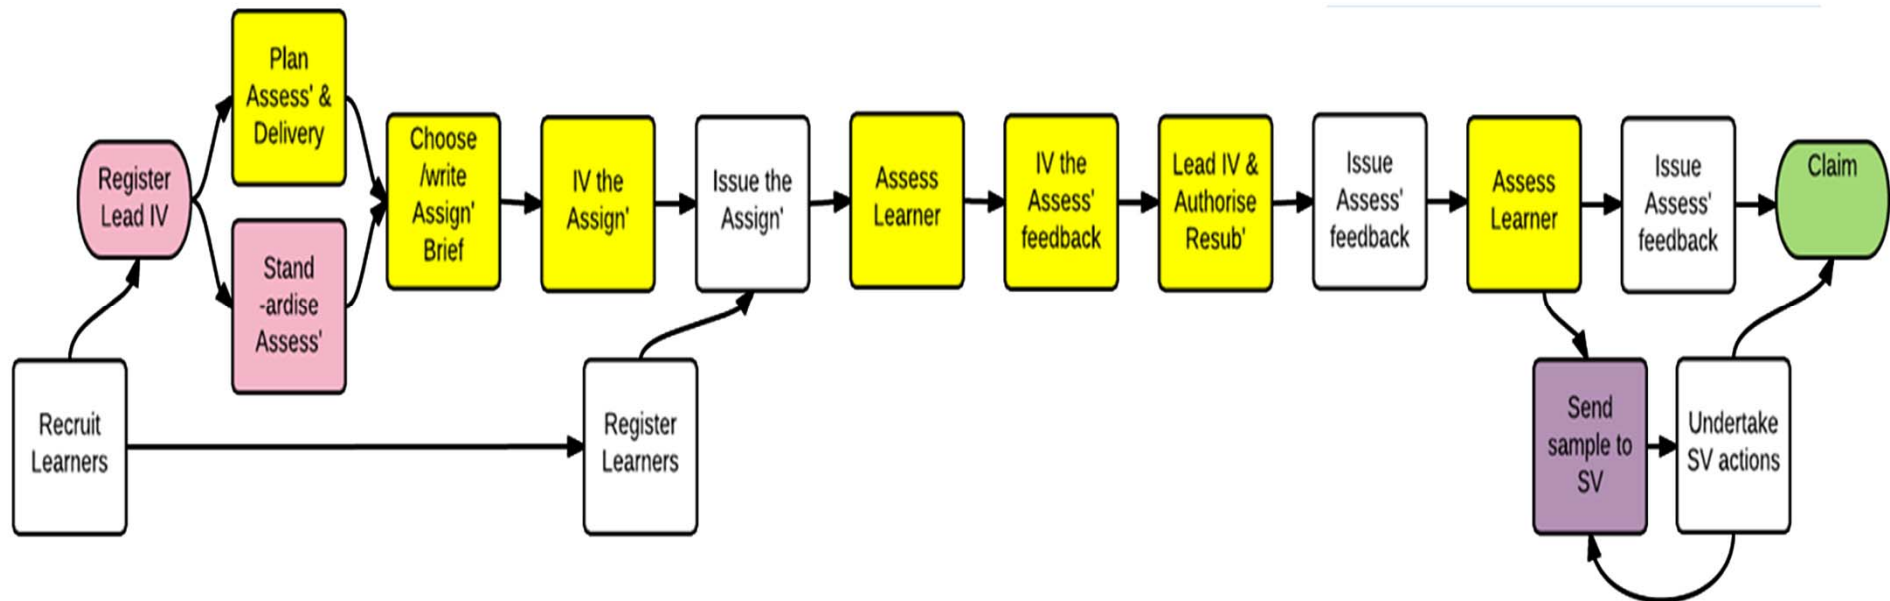 Register
Lead IV
Plan
Assess' &
Delivery
Stand
-ardise
Assess'
Choose
/write
Assign'
Brief
IV the
Assign'
Issue the
Assign'
Assess
Learner
IV the
Assess'
feedback
Lead IV &
Authorise
Resub'
Issue
Assess'
feedback
Assess
Learner
Issue
Assess'
feedback
Claim
Recruit
Learners
Register
Learners
Send
sample to
SV
Undertake
SV actions